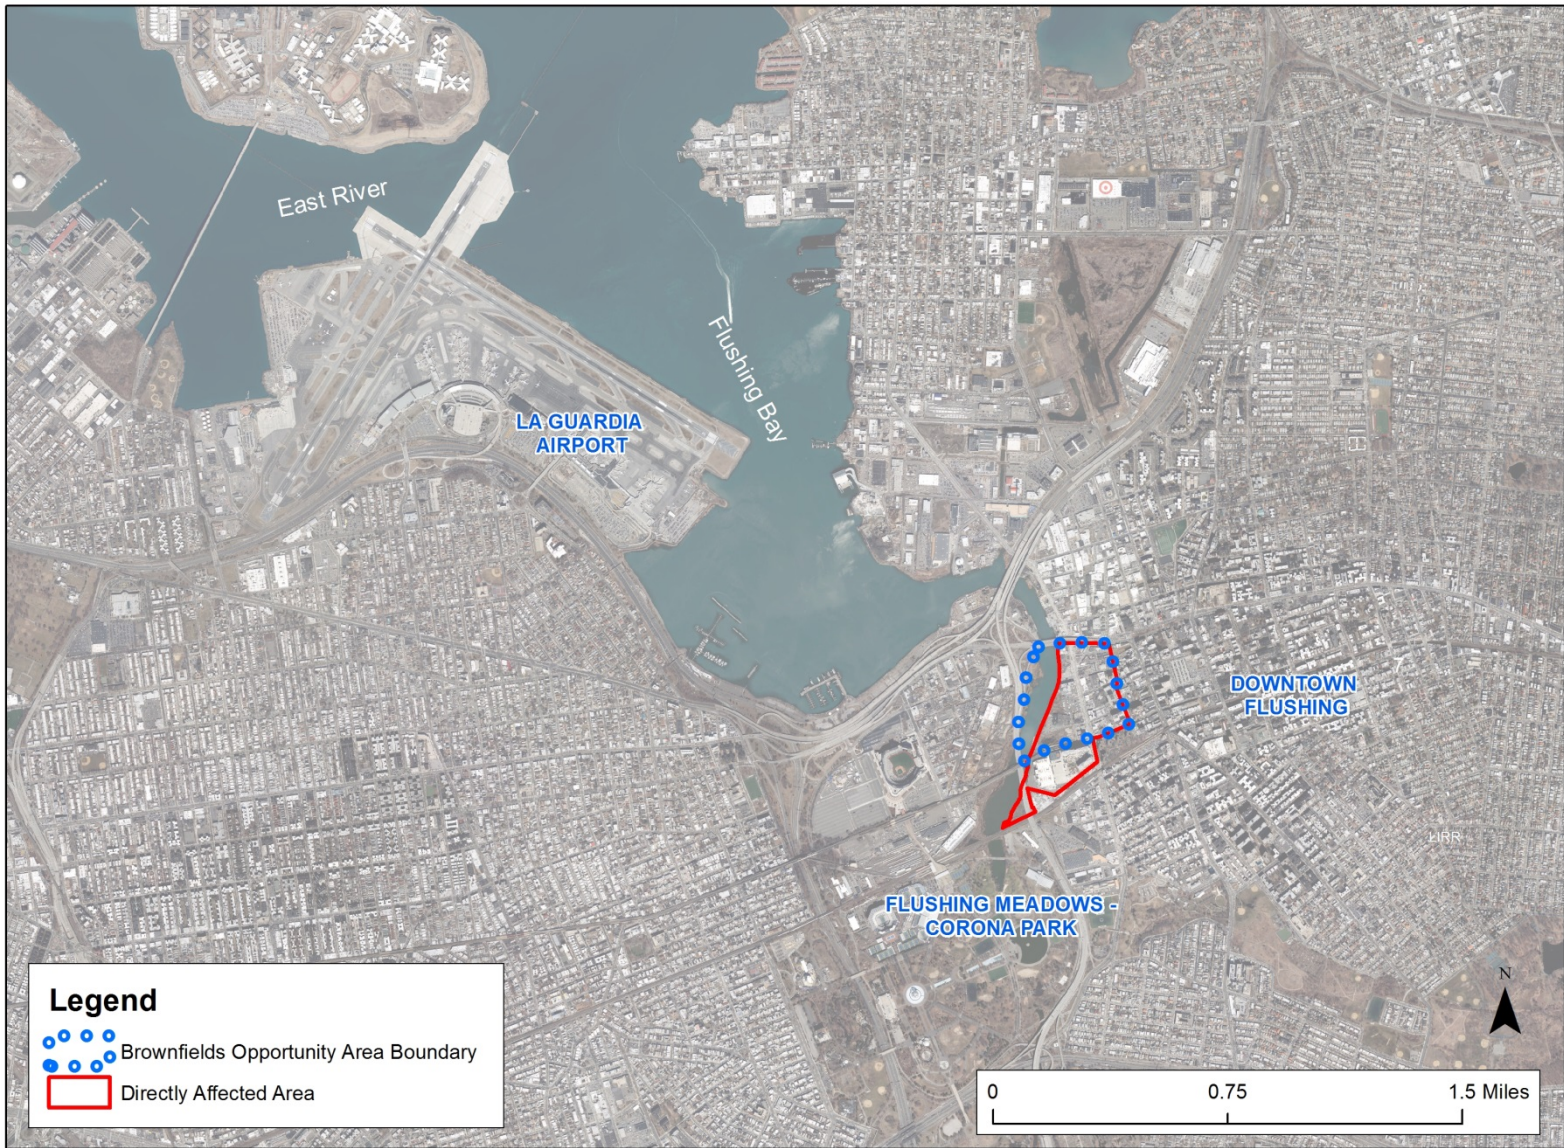 East River
Flushing Bay
LA GUARDIA
AIRPORT
DOWNTOWN
FLUSHING
LIRR
FLUSHING MEADOWS -
CORONA PARK
Legend
Brownfields Opportunity Area Boundary
Directly Affected Area
N
0 0.75 1.5 Miles